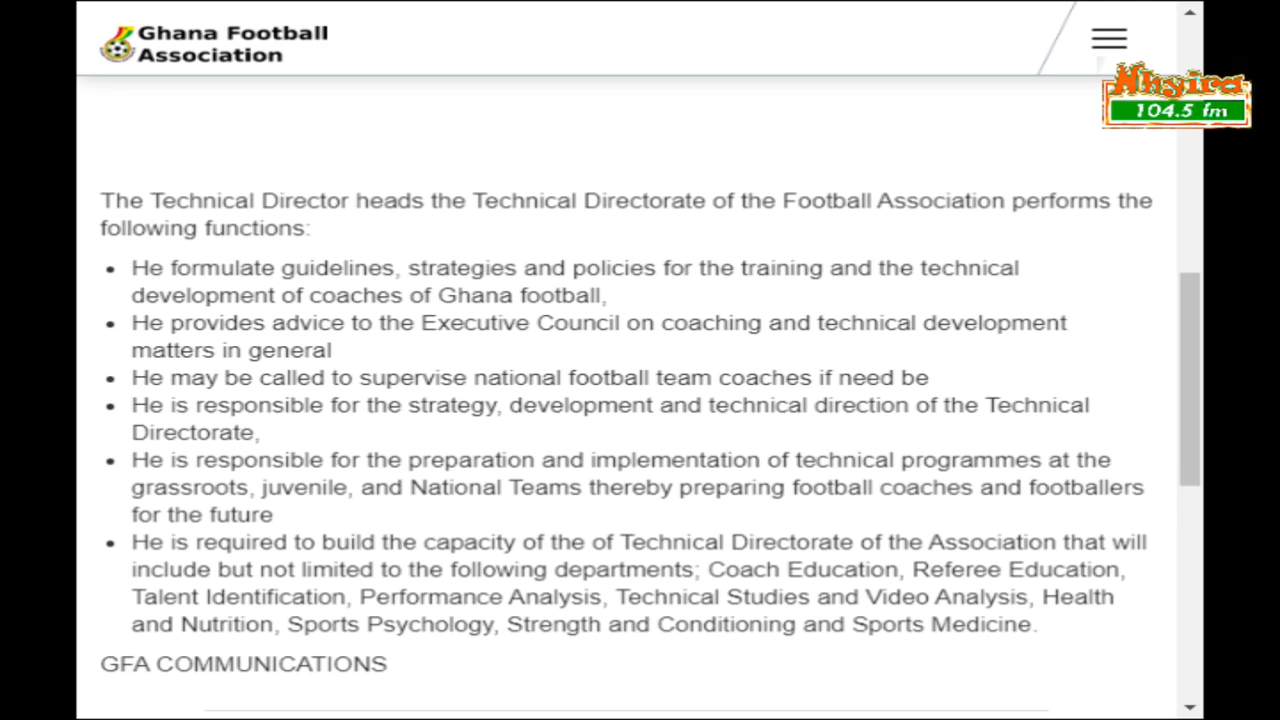 Ghana Football
Association
Nhyira
104.5 fm
The Technical Director heads the Technical Directorate of the Football Association performs the
following functions:
• He formulate guidelines, strategies and policies for the training and the technical
development of coaches of Ghana football,
• He provides advice to the Executive Council on coaching and technical development
matters in general
• He may be called to supervise national football team coaches if need be
• He is responsible for the strategy, development and technical direction of the Technical
Directorate,
• He is responsible for the preparation and implementation of technical programmes at the
grassroots, juvenile, and National Teams thereby preparing football coaches and footballers
for the future
• He is required to build the capacity of the of Technical Directorate of the Association that will
include but not limited to the following departments; Coach Education, Referee Education,
Talent Identification, Performance Analysis, Technical Studies and Video Analysis, Health
and Nutrition, Sports Psychology, Strength and Conditioning and Sports Medicine.
GFA COMMUNICATIONS